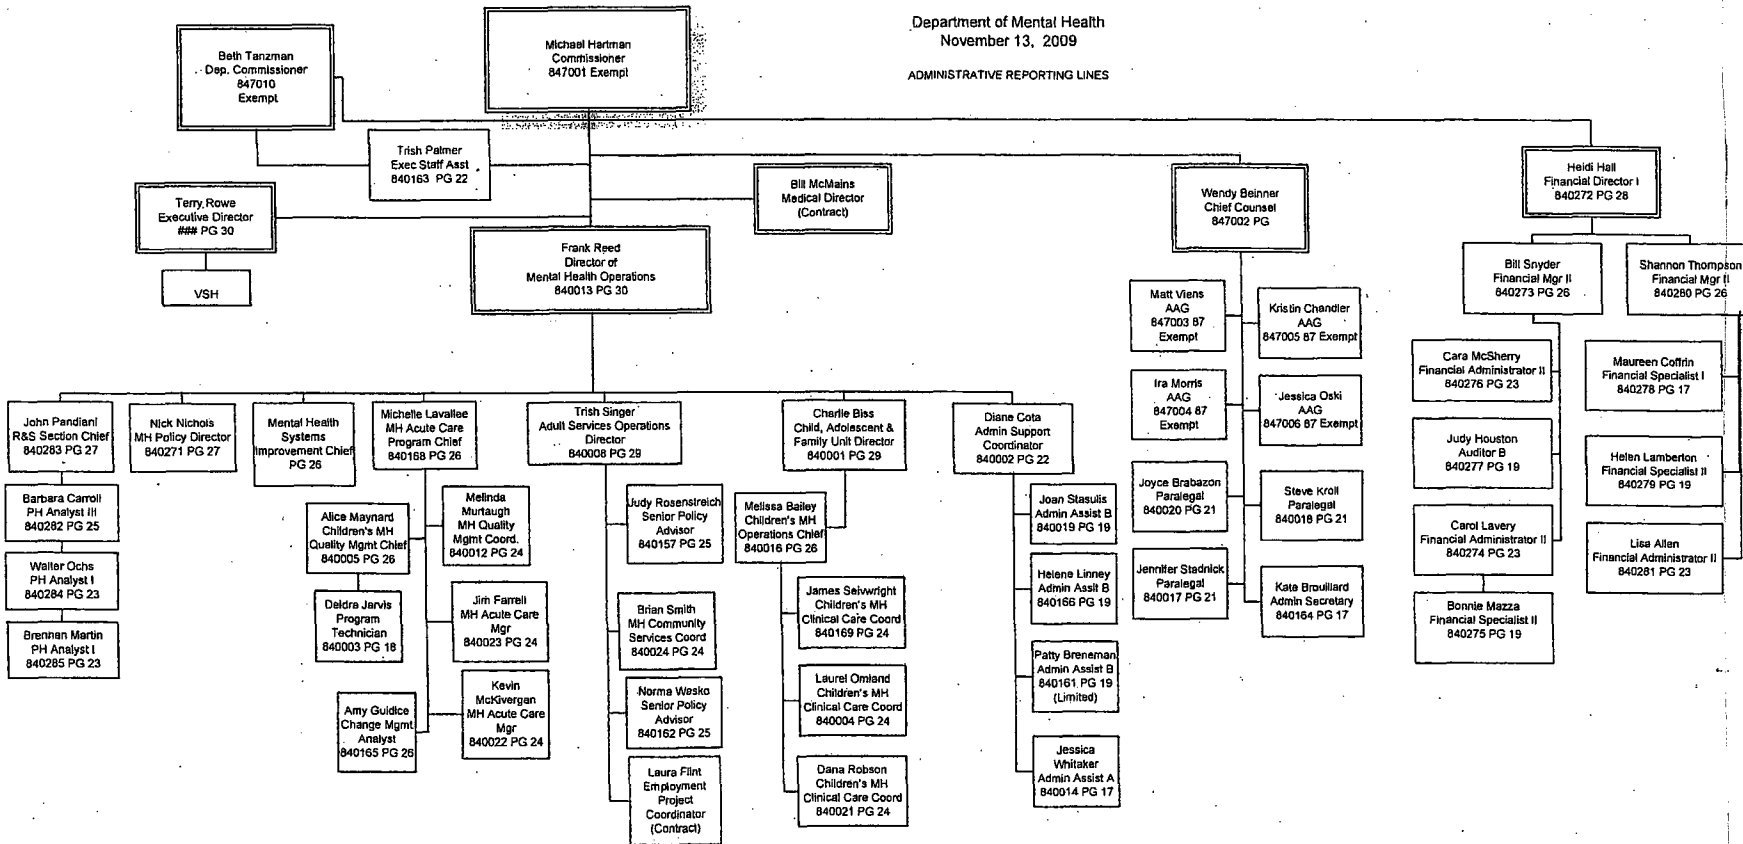 Department of Mental Health
November 13, 2009
ADMINISTRATIVE REPORTING LINES
Beth Tanzman
Dep. Commissioner
847010
Exempt
Michael Hartman
Commissioner
847001 Exempt
Trish Palmer
Exec Staff Asst
840163 PG 22
Terry Rowe
Executive Director
### PG 30
VSH
Bill McMains
Medical Director
(Contract)
Frank Reed
Director of
Mental Health Operations
840013 PG 30
Wendy Beinner
Chief Counsel
847002 PG
Heidi Hall
Financial Director I
840272 PG 28
Bill Snyder
Financial Mgr II
840273 PG 26
Shannon Thompson
Financial Mgr II
840280 PG 26
Matt Viens
AAG
847003 87
Exempt
Kristin Chandler
AAG
847005 87 Exempt
Ira Morris
AAG
847004 87
Exempt
Jessica Oski
AAG
847006 87 Exempt
Joyce Brabazon
Paralegal
840020 PG 21
Steve Kroll
Paralegal
840018 PG 21
Jennifer Stadnick
Paralegal
840017 PG 21
Kate Brouillard
Admin Secretary
840164 PG 17
Cara McSherry
Financial Administrator II
840276 PG 23
Judy Houston
Auditor B
840277 PG 19
Carol Lavery
Financial Administrator II
840274 PG 23
Bonnie Mazza
Financial Specialist II
840275 PG 19
Maureen Coffrin
Financial Specialist I
840278 PG 17
Helen Lamberton
Financial Specialist II
840279 PG 19
Lisa Allen
Financial Administrator II
840281 PG 23
John Pandiani
R&S Section Chief
840283 PG 27
Barbara Carroll
PH Analyst III
840282 PG 25
Walter Ochs
PH Analyst I
840284 PG 23
Brennan Martin
PH Analyst I
840285 PG 23
Nick Nichols
MH Policy Director
840271 PG 27
Mental Health
Systems
Improvement Chief
PG 26
Michelle Lavallee
MH Acute Care
Program Chief
840168 PG 26
Alice Maynard
Children's MH
Quality Mgmt Chief
840005 PG 26
Deidra Jarvis
Program
Technician
840003 PG 18
Amy Guidice
Change Mgmt
Analyst
840165 PG 26
Melinda
Murtaugh
MH Quality
Mgmt Coord.
840012 PG 24
Jim Farrell
MH Acute Care
Mgr
840023 PG 24
Kevin
McKivergan
MH Acute Care
Mgr
840022 PG 24
Trish Singer
Adult Services Operations
Director
840008 PG 29
Judy Rosenstreich
Senior Policy
Advisor
840157 PG 25
Brian Smith
MH Community
Services Coord
840024 PG 24
Norma Wasko
Senior Policy
Advisor
840162 PG 25
Laura Flint
Employment
Project
Coordinator
(Contract)
Charlie Biss
Child, Adolescent &
Family Unit Director
840001 PG 29
Melissa Bailey
Children's MH
Operations Chief
840016 PG 26
James Seivwright
Children's MH
Clinical Care Coord
840169 PG 24
Laurel Omland
Children's MH
Clinical Care Coord
840004 PG 24
Dana Robson
Children's MH
Clinical Care Coord
840021 PG 24
Diane Cota
Admin Support
Coordinator
840002 PG 22
Joan Stasulis
Admin Assist B
840019 PG 19
Helene Linney
Admin Assit B
840166 PG 19
Patty Breneman
Admin Assist B
840161 PG 19
(Limited)
Jessica
Whitaker
Admin Assist A
840014 PG 17